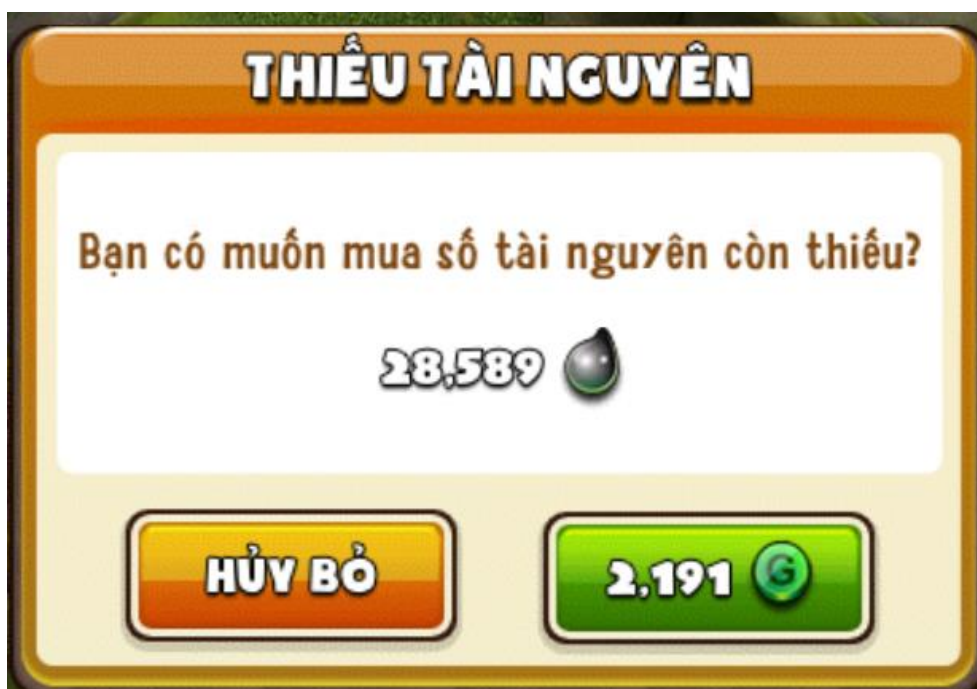 THIẾU TÀI NGUYÊN
Bạn có muốn mua số tài nguyên còn thiếu?
28,589
HỦY BỎ
2,191 G